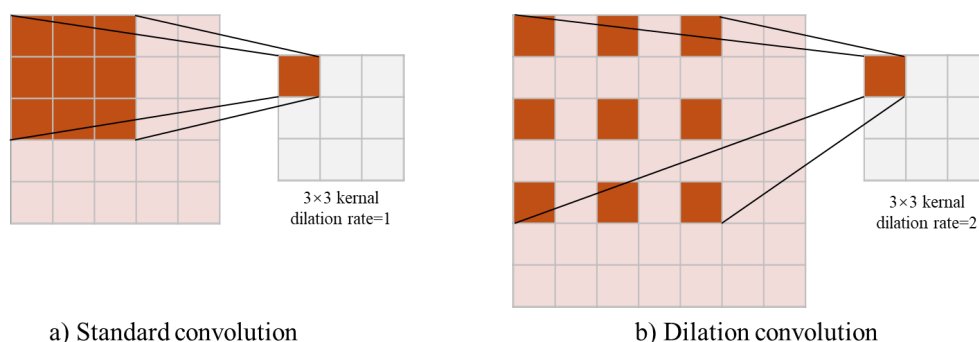 3×3 kernal
dilation rate=1
3×3 kernal
dilation rate=2
a) Standard convolution
b) Dilation convolution